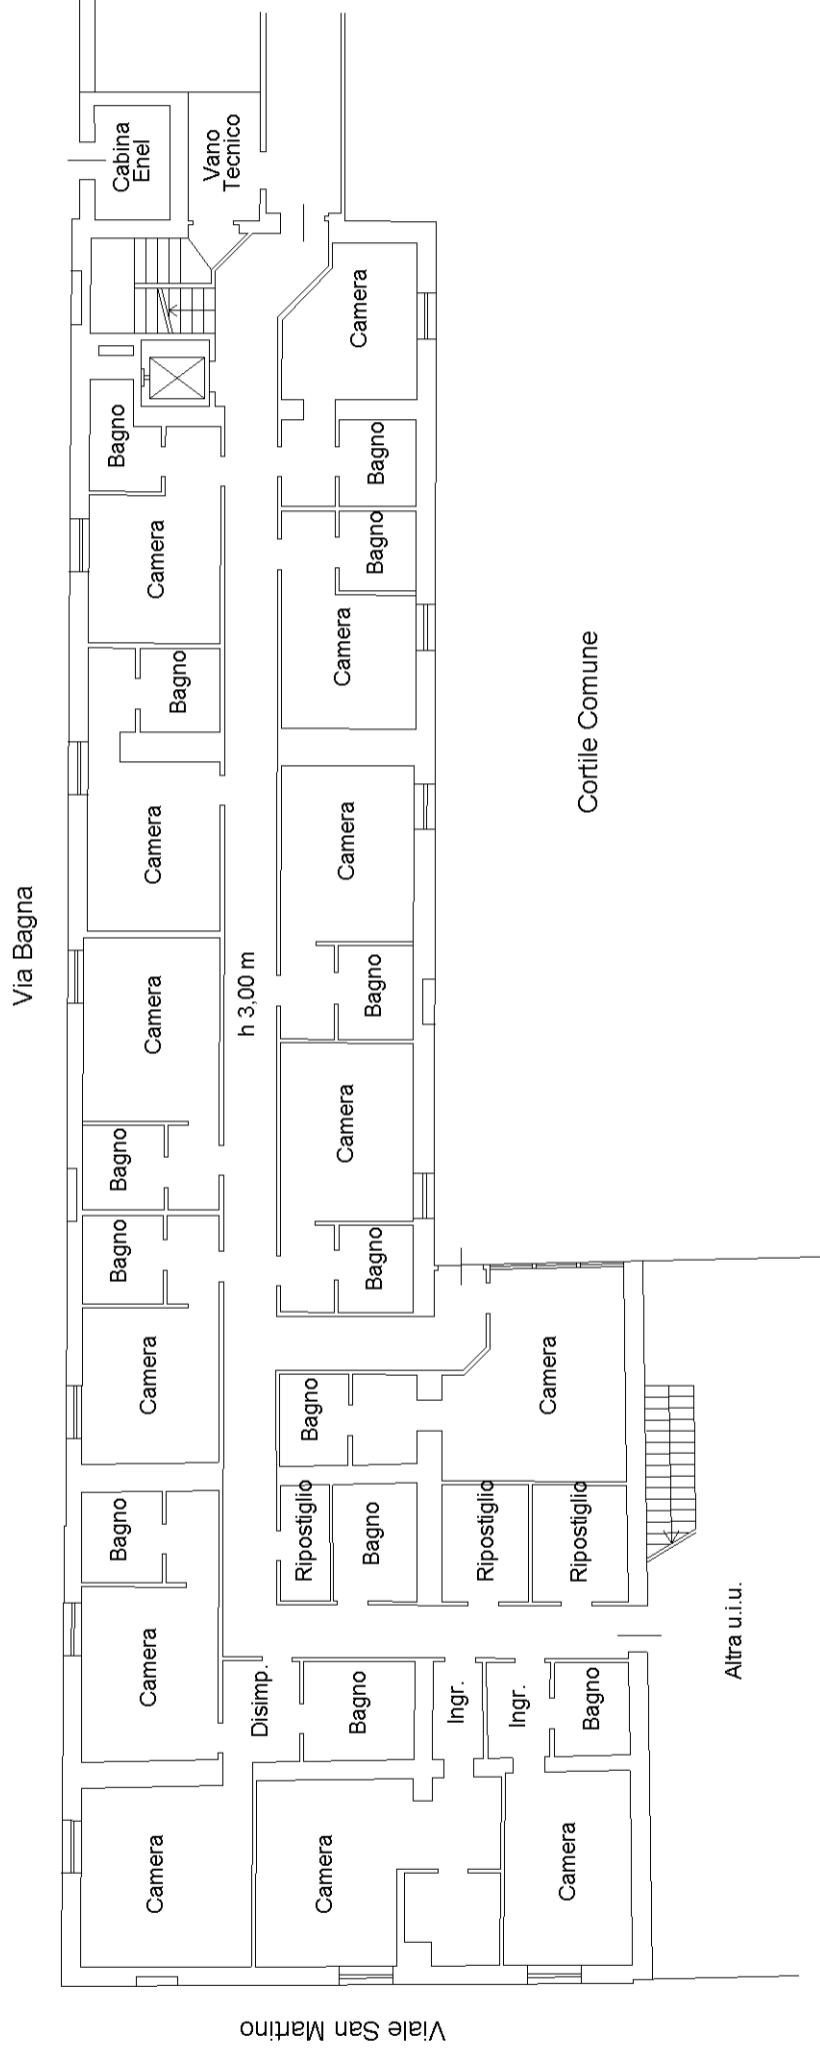 Cabina
Enel
Vano
Tecnico
Camera
Bagno
Bagno
Bagno
Camera
Camera
Bagno
Cortile Comune
Camera
Camera
Via Bagna
h 3,00 m
Bagno
Camera
Camera
Bagno
Bagno
Bagno
Camera
Camera
Bagno
Bagno
Ripostiglio
Bagno
Ripostiglio
Ripostiglio
Altra u.i.u.
Camera
Disimp.
Bagno
Ingr.
Ingr.
Bagno
Camera
Camera
Camera
Viale San Martino